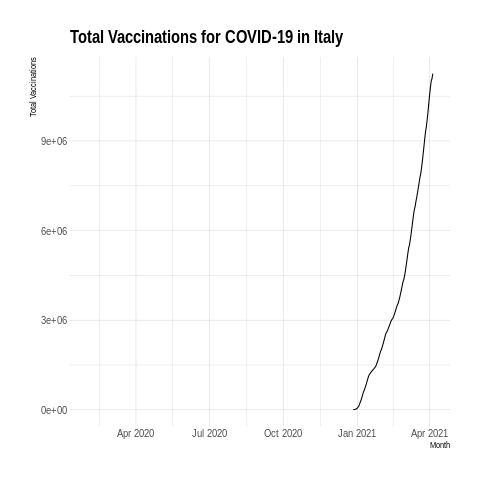 Total Vaccinations for COVID-19 in Italy
Total Vaccinations
9e+06
6e+06
3e+06
0e+00
Apr 2020 Jul 2020 Oct 2020 Jan 2021 Apr 2021
Month